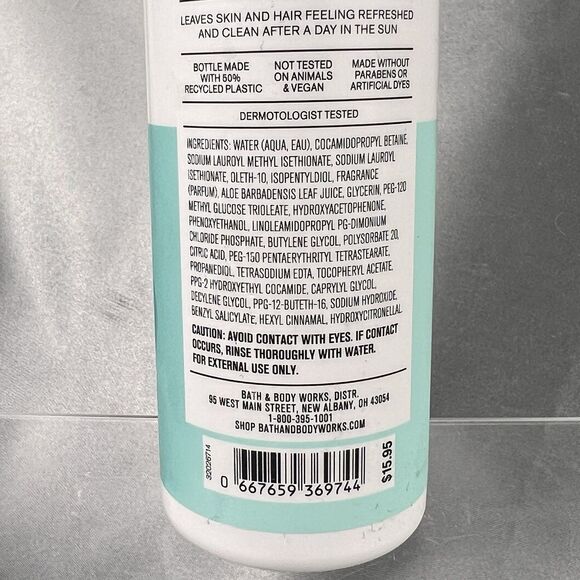 LEAVES SKIN AND HAIR FEELING REFRESHED
AND CLEAN AFTER A DAY IN THE SUN
BOTTLE MADE
WITH 50%
RECYCLED PLASTIC
NOT TESTED
ON ANIMALS
& VEGAN
MADE WITHOUT
PARABENS OR
ARTIFICIAL DYES
DERMOTOLOGIST TESTED
INGREDIENTS: WATER (AQUA, EAU), COCAMIDOPROPYL BETAINE,
SODIUM LAUROYL METHYL ISETHIONATE, SODIUM LAUROYL
ISETHIONATE, OLETH-10, ISOPENTYLDIOL, FRAGRANCE
(PARFUM), ALOE BARBADENSIS LEAF JUICE, GLYCERIN, PEG-120
METHYL GLUCOSE TRIOLEATE, HYDROXYACETOPHENONE,
PHENOXYETHANOL, LINOLEAMIDOPROPYL PG-DIMONIUM
CHLORIDE PHOSPHATE, BUTYLENE GLYCOL, POLYSORBATE 20,
CITRIC ACID, PEG-150 PENTAERYTHRITYL TETRASTEARATE,
PROPANEDIOL, TETRASODIUM EDTA, TOCOPHERYL ACETATE,
PPG-2 HYDROXYETHYL COCAMIDE, CAPRYLYL GLYCOL,
DECYLENE GLYCOL, PPG-12-BUTETH-16, SODIUM HYDROXIDE,
BENZYL SALICYLATE, HEXYL CINNAMAL, HYDROXYCITRONELLAL.
CAUTION: AVOID CONTACT WITH EYES. IF CONTACT
OCCURS, RINSE THOROUGHLY WITH WATER.
FOR EXTERNAL USE ONLY.
BATH & BODY WORKS, DISTR.
95 WEST MAIN STREET, NEW ALBANY, OH 43054
1-800-395-1001
SHOP BATHANDBODYWORKS.COM
32026714
0 667659 369744
$15.95